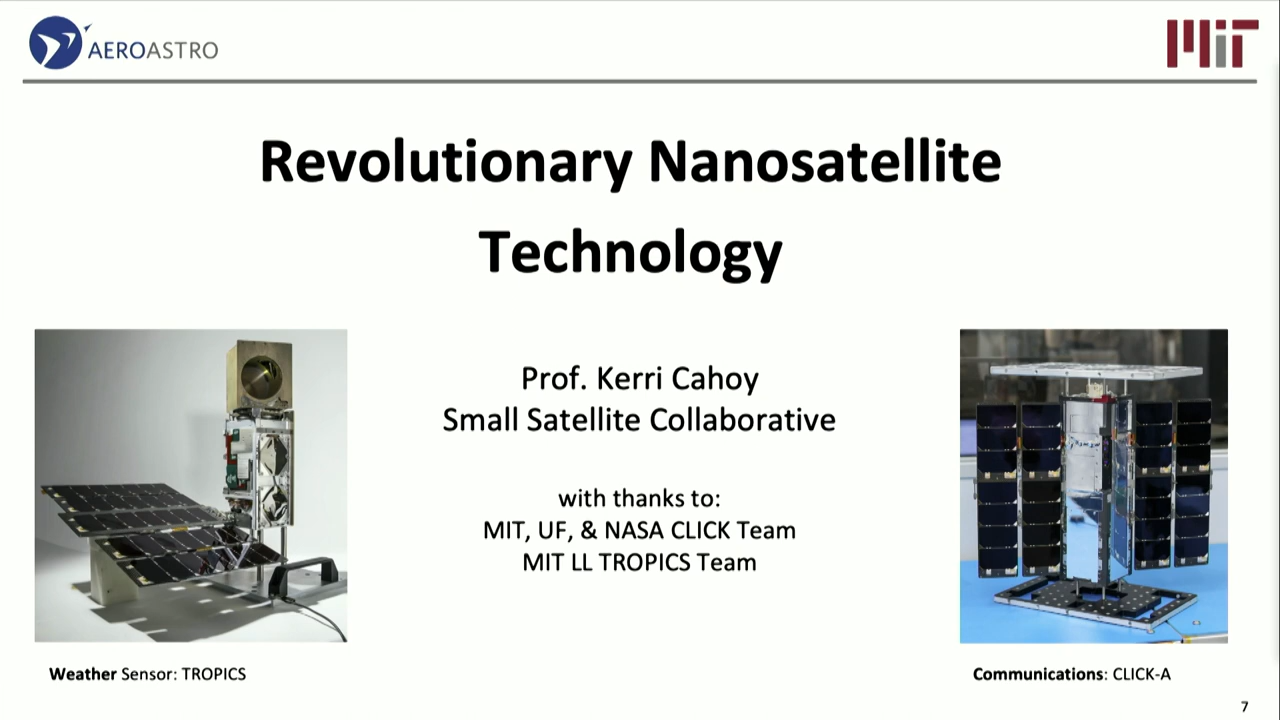 AEROASTRO
MIT
Revolutionary Nanosatellite
Technology
Prof. Kerri Cahoy
Small Satellite Collaborative
with thanks to:
MIT, UF, & NASA CLICK Team
MIT LL TROPICS Team
Weather Sensor: TROPICS
Communications: CLICK-A
7